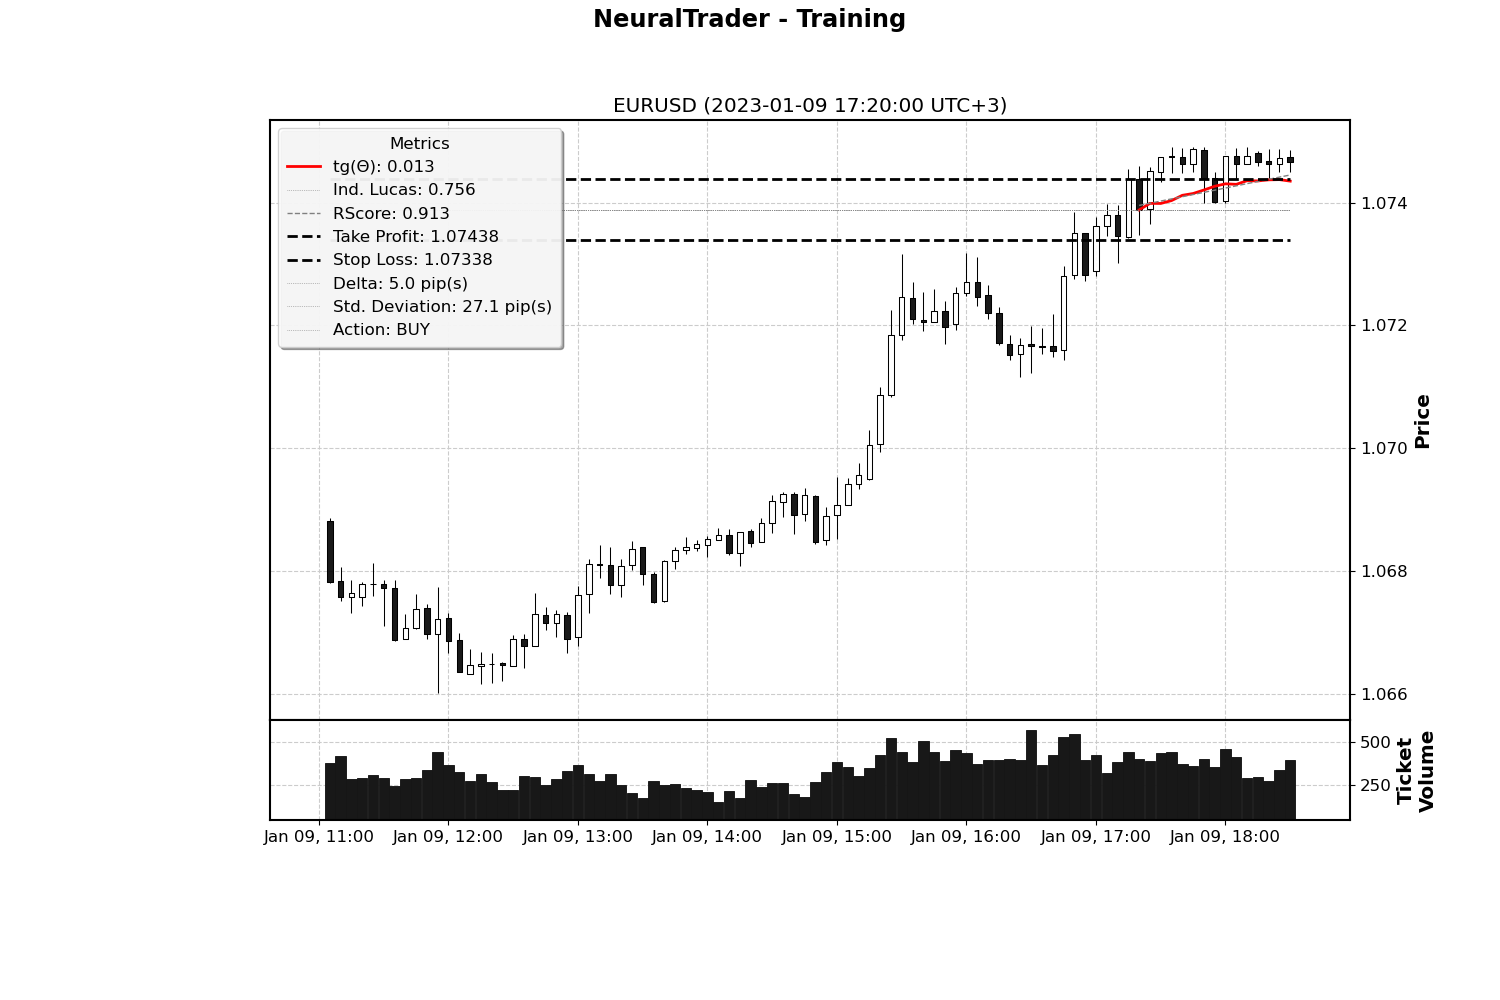 NeuralTrader - Training
EURUSD (2023-01-09 17:20:00 UTC+3)
Metrics
tg(Θ): 0.013
Ind. Lucas: 0.756
RScore: 0.913
Take Profit: 1.07438
Stop Loss: 1.07338
Delta: 5.0 pip(s)
Std. Deviation: 27.1 pip(s)
Action: BUY
1.074
1.072
1.070
1.068
1.066
Price
500
250
Ticket
Volume
Jan 09, 11:00
Jan 09, 12:00
Jan 09, 13:00
Jan 09, 14:00
Jan 09, 15:00
Jan 09, 16:00
Jan 09, 17:00
Jan 09, 18:00